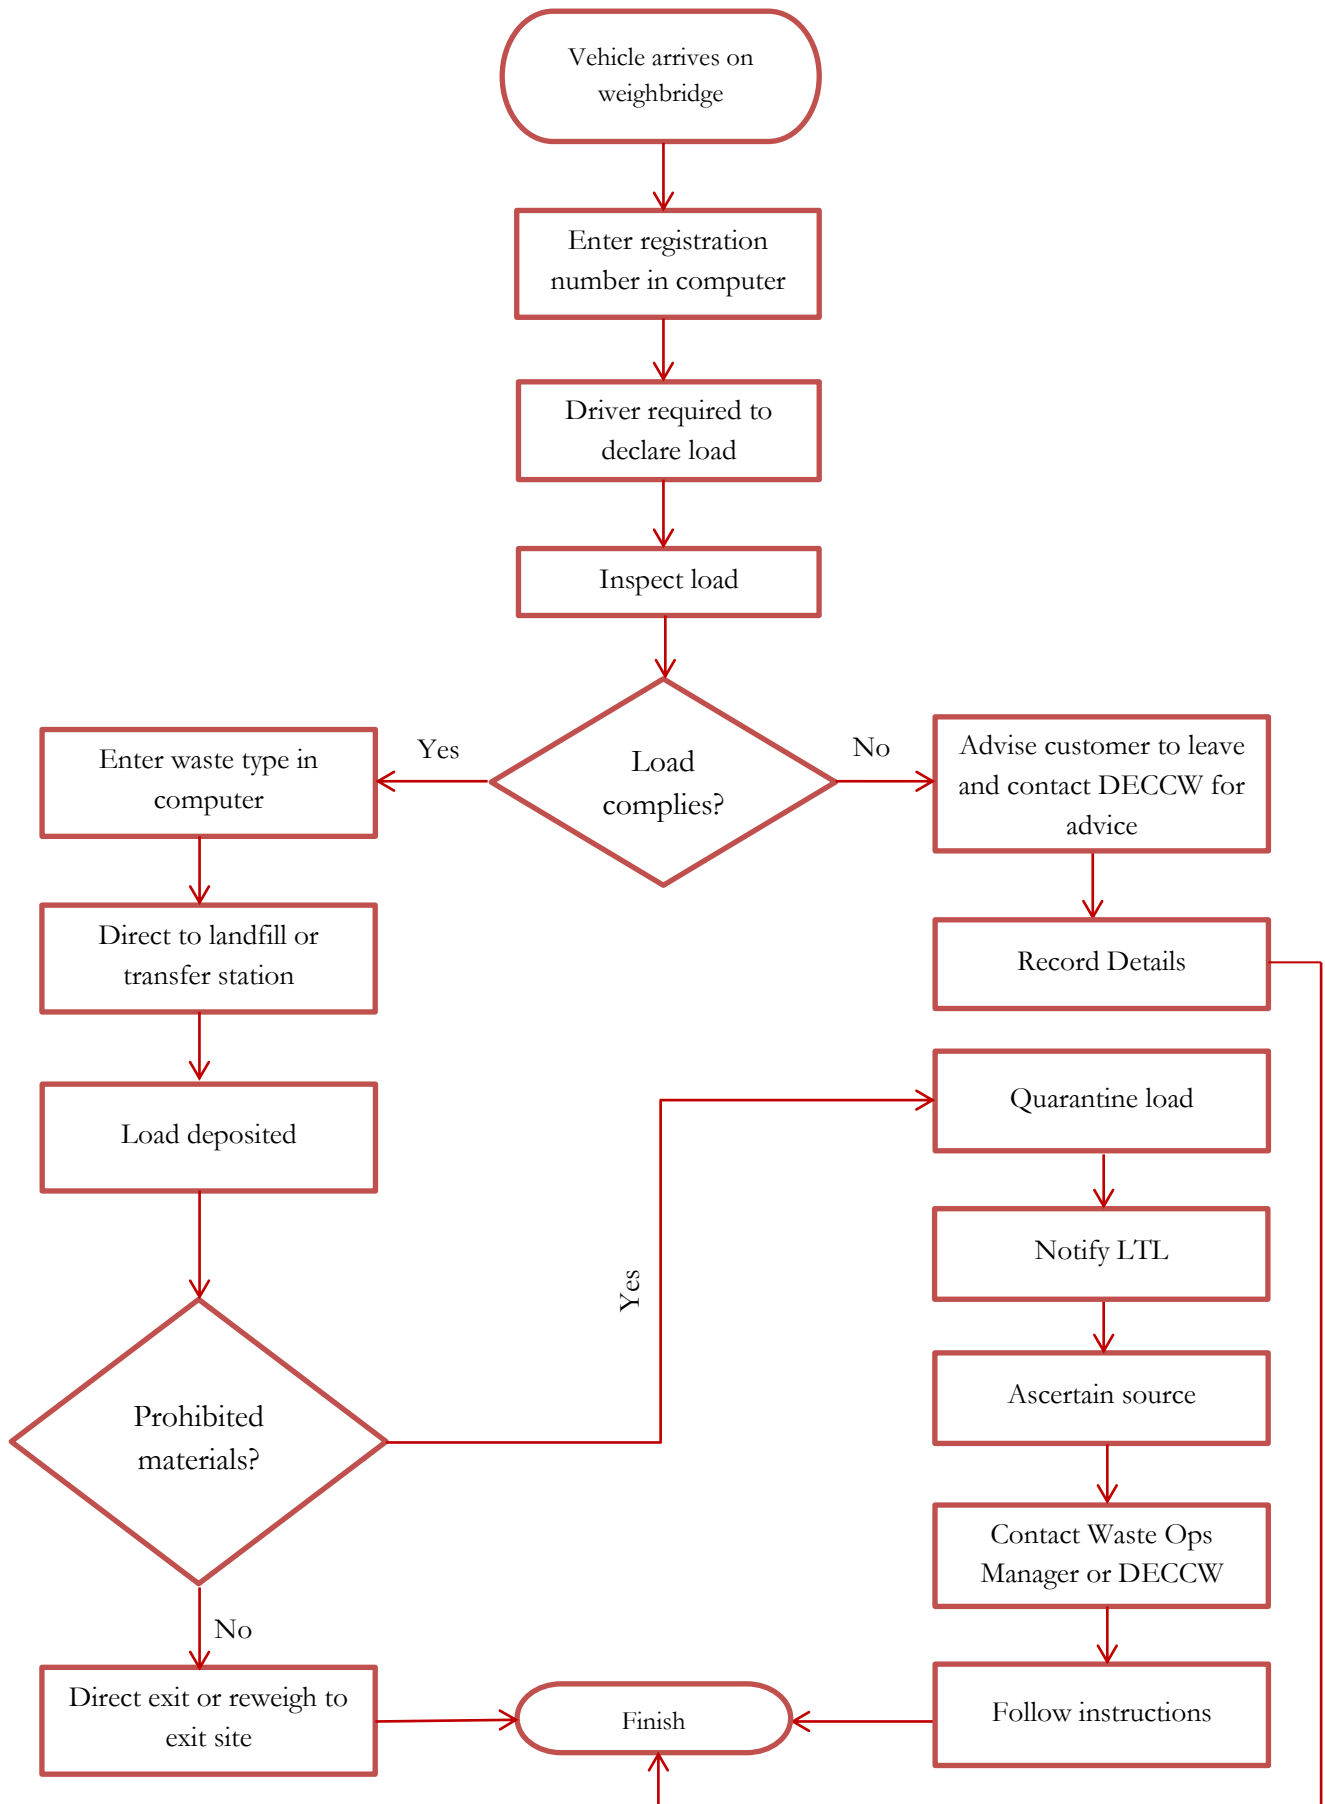 Vehicle arrives on
weighbridge
Enter registration
number in computer
Driver required to
declare load
Inspect load
Load
complies?
Yes
No
Enter waste type in
computer
Advise customer to leave
and contact DECCW for
advice
Direct to landfill or
transfer station
Record Details
Load deposited
Quarantine load
Notify LTL
Yes
Ascertain source
Prohibited
materials?
Contact Waste Ops
Manager or DECCW
No
Direct exit or reweigh to
exit site
Finish
Follow instructions